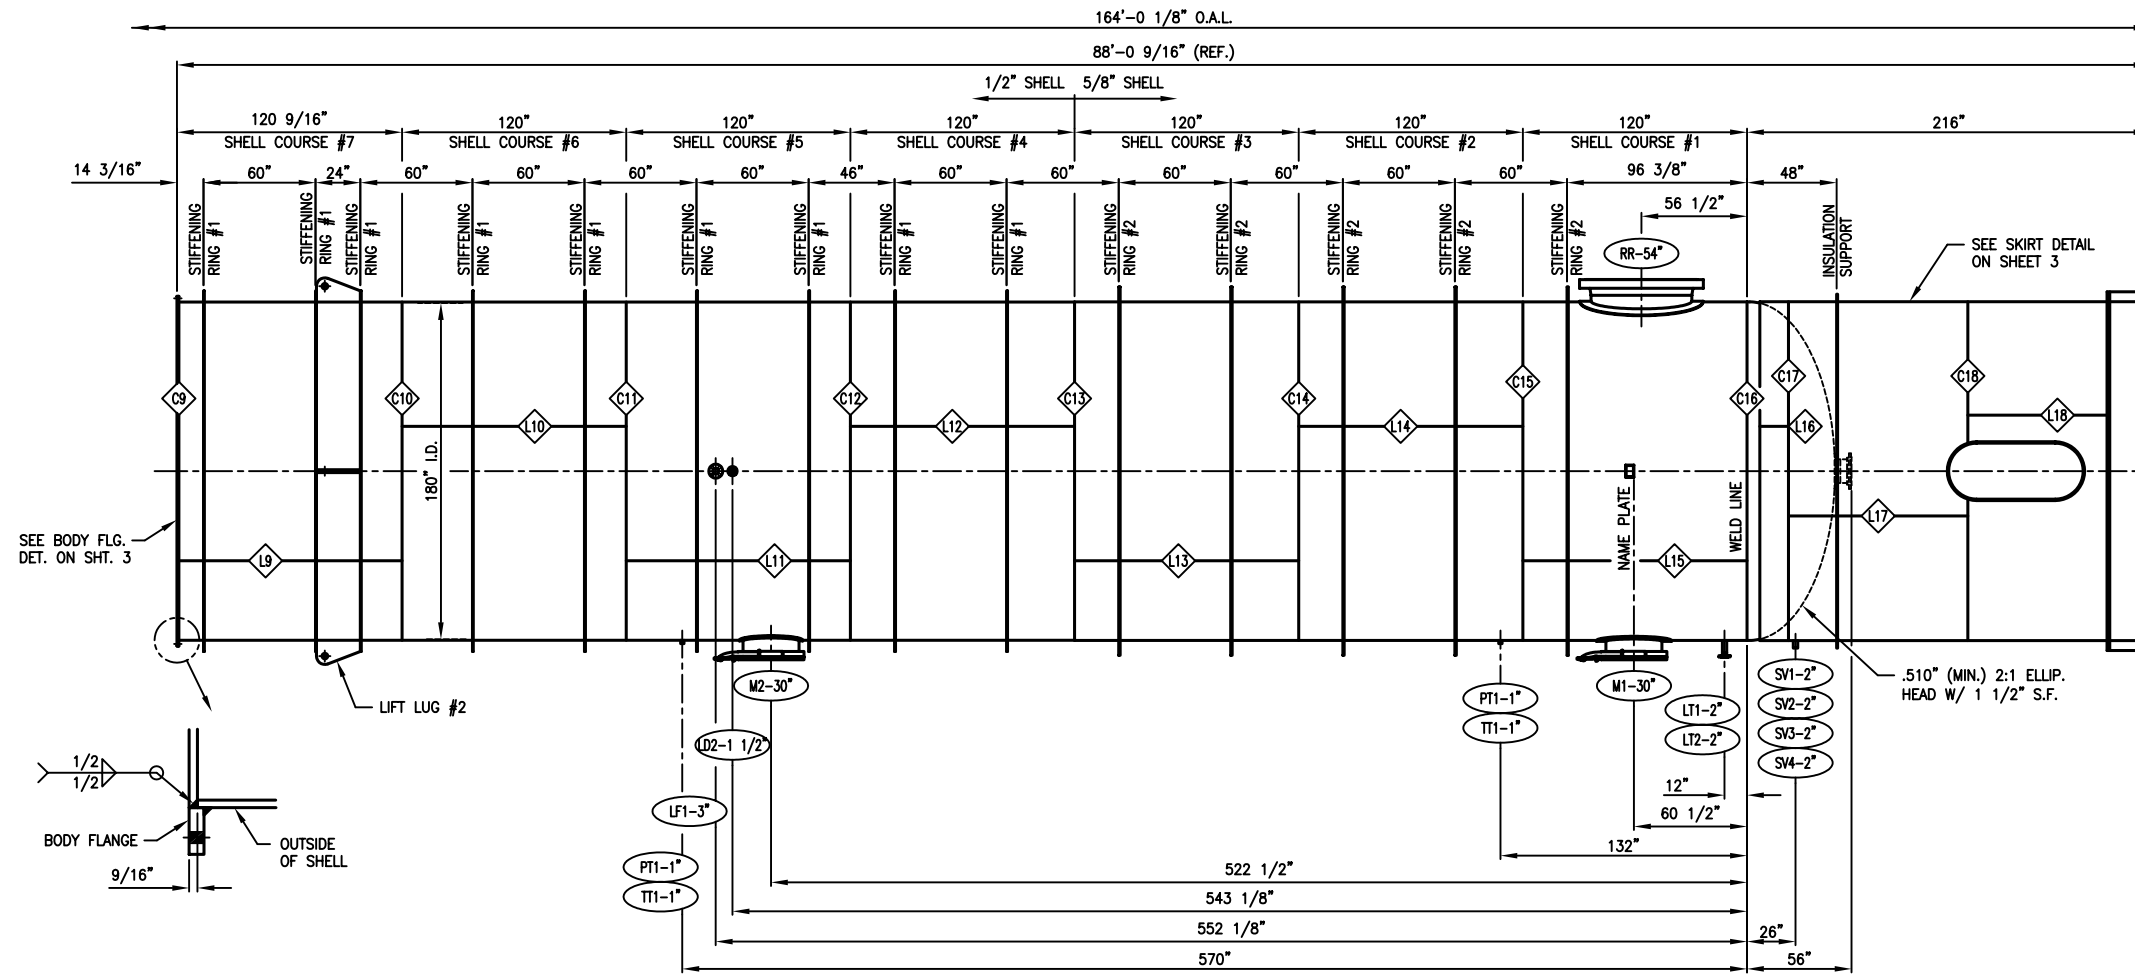 164'-0 1/8" O.A.L.
88'-0 9/16" (REF.)
1/2" SHELL 5/8" SHELL
120 9/16" 120" 120" 120" 120" 120" 120" 216"
SHELL COURSE #7 SHELL COURSE #6 SHELL COURSE #5 SHELL COURSE #4 SHELL COURSE #3 SHELL COURSE #2 SHELL COURSE #1
14 3/16" 60" 24" 60" 60" 60" 60" 46" 60" 60" 60" 60" 60" 60" 96 3/8" 48"
56 1/2"
STIFFENING
RING #1
STIFFENING
RING #1
STIFFENING
RING #1
STIFFENING
RING #1
STIFFENING
RING #1
STIFFENING
RING #1
STIFFENING
RING #1
STIFFENING
RING #1
STIFFENING
RING #1
STIFFENING
RING #2
STIFFENING
RING #2
STIFFENING
RING #2
STIFFENING
RING #2
STIFFENING
RING #2
INSULATION
SUPPORT
RR-54"
SEE SKIRT DETAIL
ON SHEET 3
C9 C10 C11 C12 C13 C14 C15 C16 C17 C18
L10 L12 L14 L16 L18
180" I.D.
NAME PLATE
WELD LINE
L17
SEE BODY FLG.
DET. ON SHT. 3
L9 L11 L13 L15
LIFT LUG #2
M2-30"
M1-30"
PT1-1"
TT1-1"
LT1-2"
LT2-2"
SV1-2"
SV2-2"
SV3-2"
SV4-2"
.510" (MIN.) 2:1 ELLIP.
HEAD W/ 1 1/2" S.F.
LD2-1 1/2"
LF1-3"
PT1-1"
TT1-1"
1/2
1/2
BODY FLANGE
OUTSIDE
OF SHELL
9/16"
12"
60 1/2"
132"
522 1/2"
543 1/8"
552 1/8" 26"
570" 56"